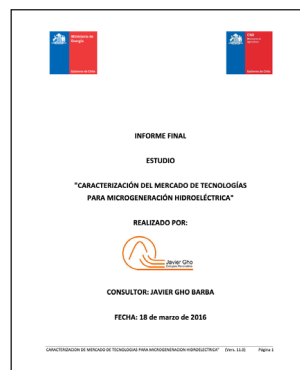 Ministerio de
Energía
Gobierno de Chile
CNR
Gobierno de Chile
INFORME FINAL
ESTUDIO
"CARACTERIZACIÓN DEL MERCADO DE TECNOLOGÍAS
PARA MICROGENERACIÓN HIDROELÉCTRICA"
REALIZADO POR:
Javier Gho
CONSULTOR: JAVIER GHO BARBA
FECHA: 18 de marzo de 2016
CARACTERIZACION DE MERCADO DE TECNOLOGIAS PARA MICROGENERACION HIDROELECTRICA" (Vers. 11.0) Página 1